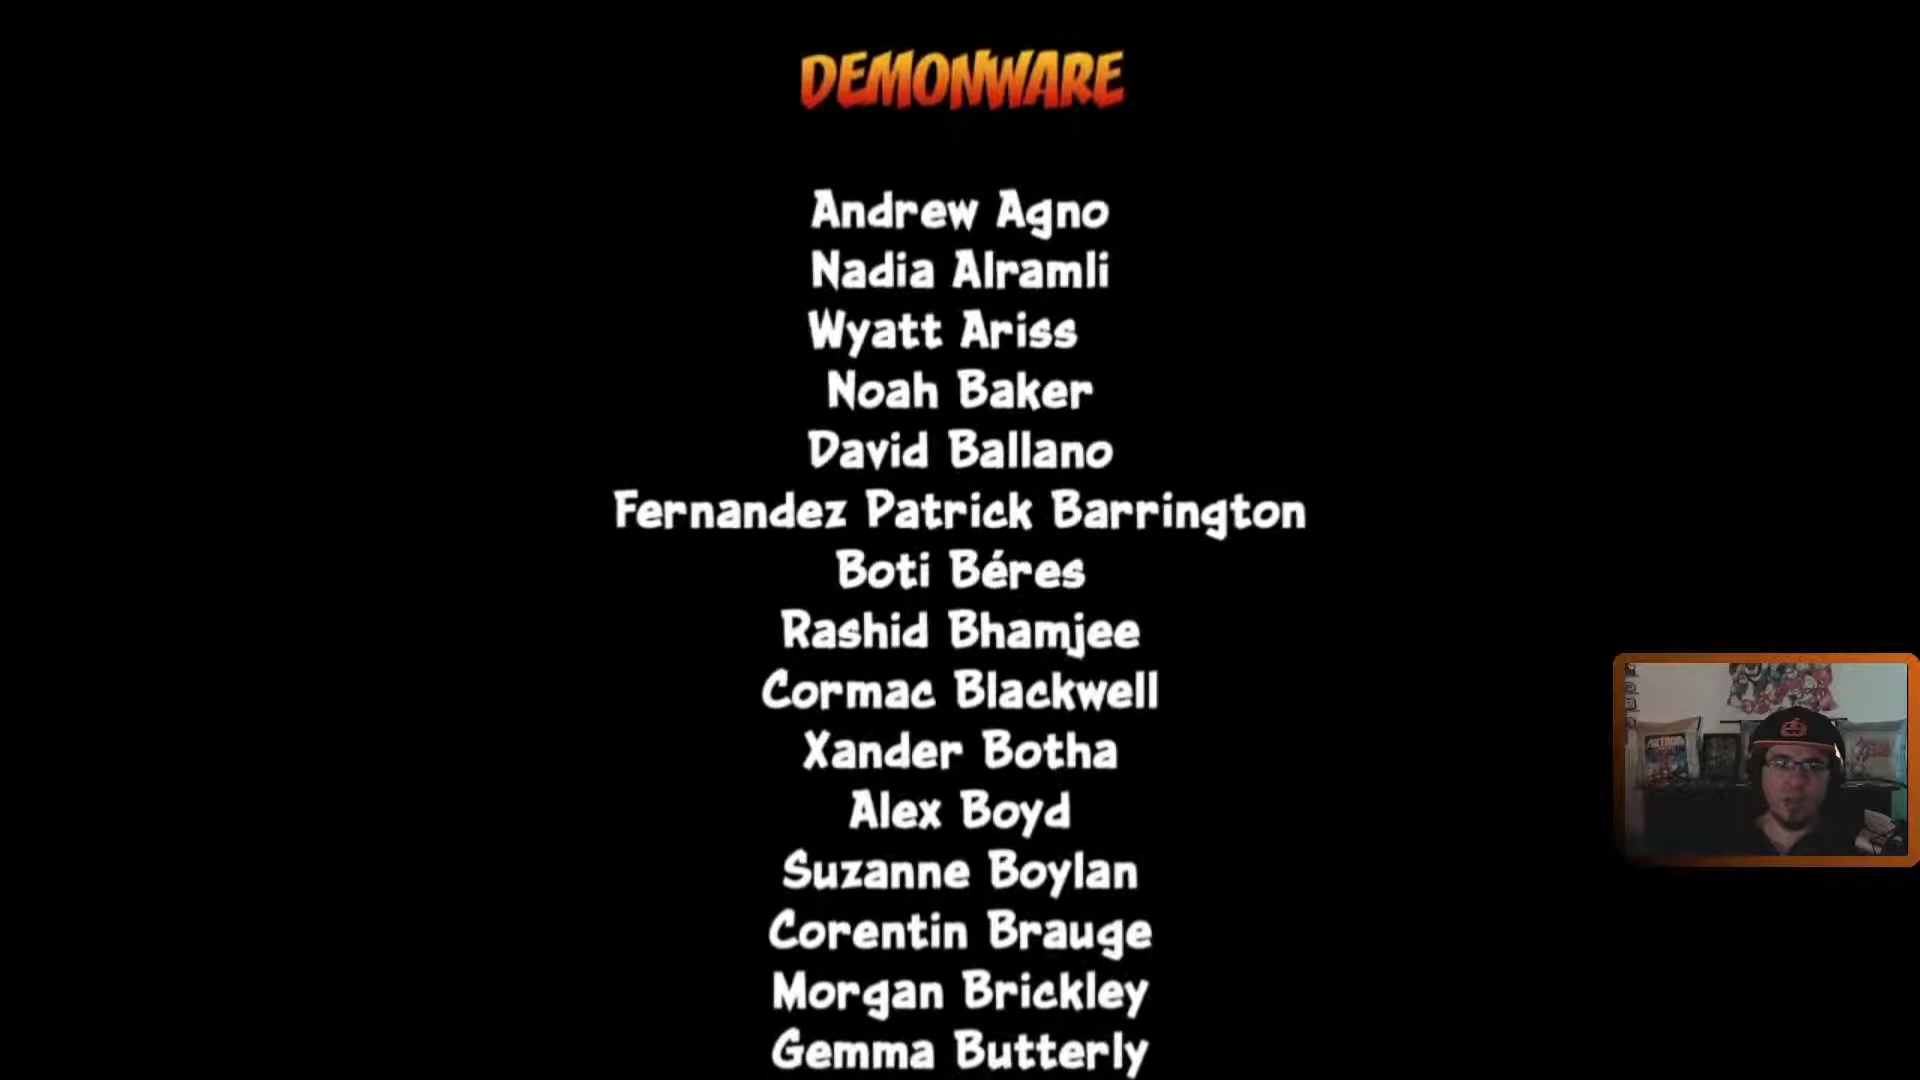 DEMONWARE
Andrew Agno
Nadia Alramli
Wyatt Ariss
Noah Baker
David Ballano
Fernandez Patrick Barrington
Boti Béres
Rashid Bhamjee
Cormac Blackwell
Xander Botha
Alex Boyd
Suzanne Boylan
Corentin Brauge
Morgan Brickley
Gemma Butterly